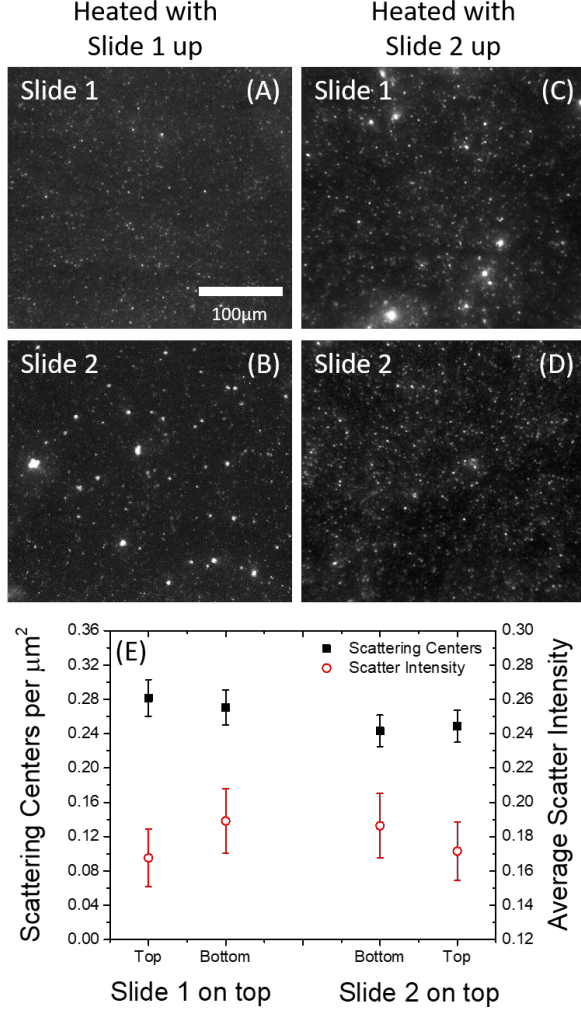 Heated with
Slide 1 up
Heated with
Slide 2 up
Slide 1
(A)
100μm
Slide 1
(C)
Slide 2
(B)
Slide 2
(D)
(E)
Scattering Centers
Scatter Intensity
Scattering Centers per μm²
0.36
0.32
0.28
0.24
0.20
0.16
0.12
0.08
0.04
0.00
0.30
0.28
0.26
0.24
0.22
0.20
0.18
0.16
0.14
0.12
Average Scatter Intensity
Top
Bottom
Bottom
Top
Slide 1 on top
Slide 2 on top